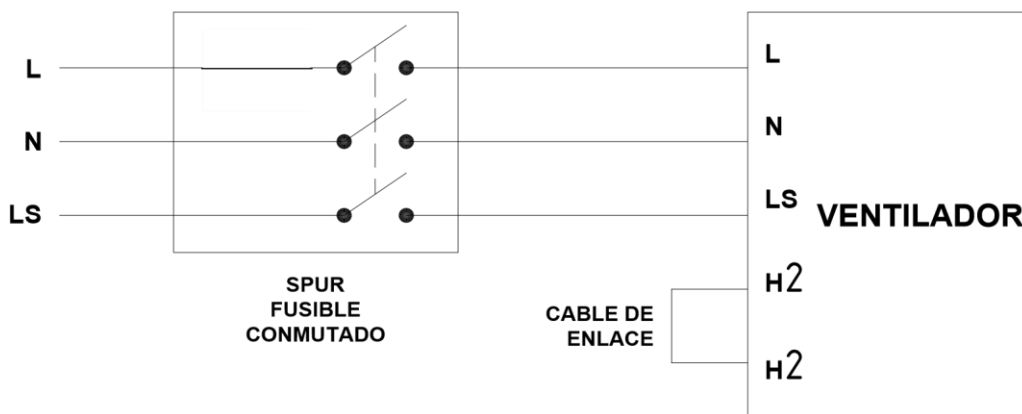 L
N
LS
SPUR
FUSIBLE
CONMUTADO
CABLE DE
ENLACE
L
N
LS
VENTILADOR
H2
H2